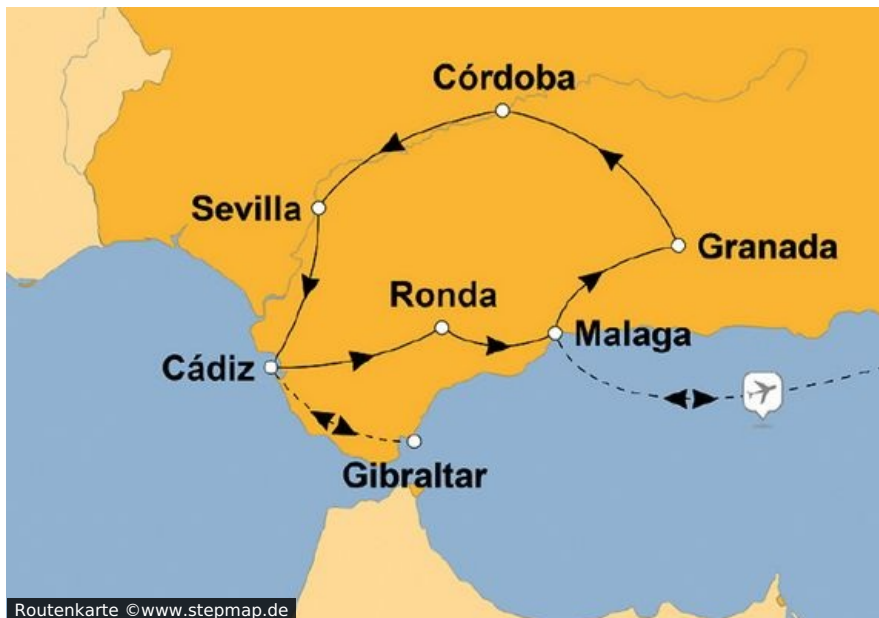 Córdoba
Sevilla
Granada
Ronda
Malaga
Cádiz
Gibraltar
Routenkarte ©www.stepmap.de